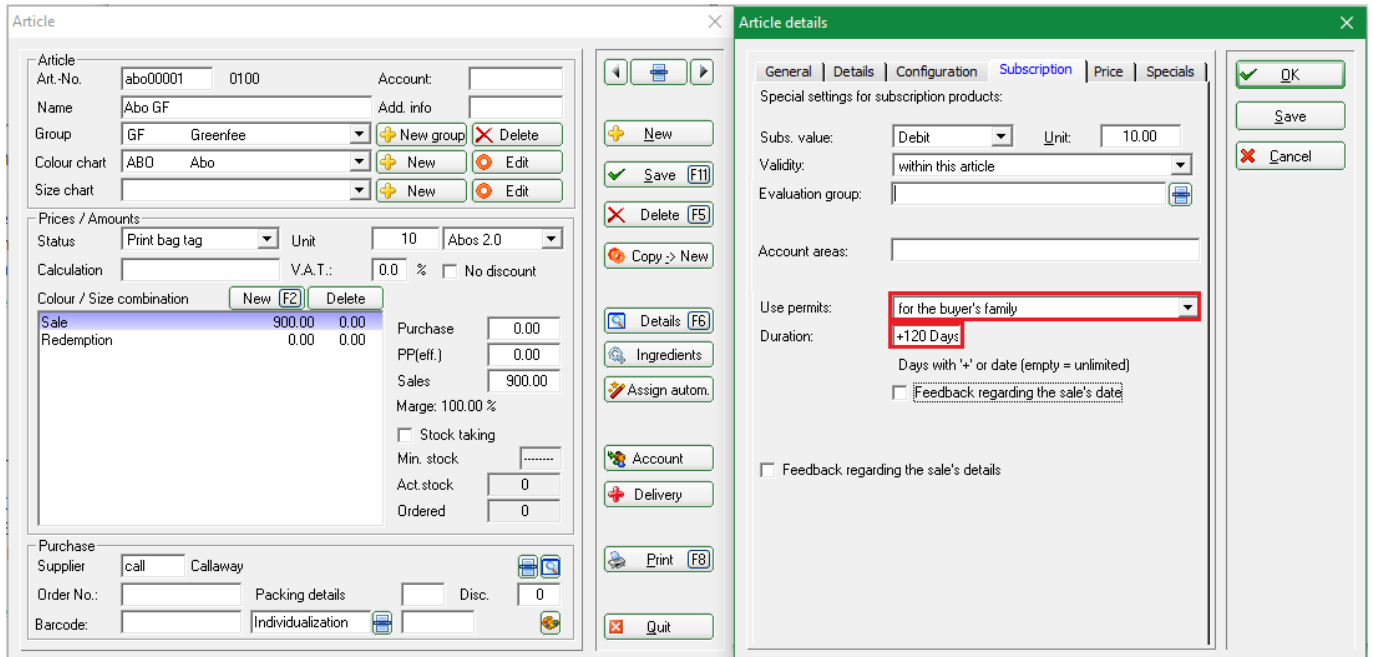 Article
Article
Art.-No. abo00001 0100 Account:
Name Abo GF Add. info
Group GF Greenfee New group Delete
Colour chart ABO Abo New Edit
Size chart New Edit
Prices / Amounts
Status Print bag tag Unit 10 Abos 2.0
Calculation V.A.T.: 0.0 % No discount
Colour / Size combination New F2 Delete
Sale 900.00 0.00
Redemption 0.00 0.00
Purchase 0.00
PP(eff.) 0.00
Sales 900.00
Marge: 100.00 %
Stock taking
Min. stock --------
Act.stock 0
Ordered 0
Purchase
Supplier call Callaway
Order No.: Packing details Disc. 0
Barcode: Individualization
New
Save F11
Delete F5
Copy -> New
Details F6
Ingredients
Assign autom.
Account
Delivery
Print F8
Quit
Article details
General Details Configuration Subscription Price Specials
Special settings for subscription products:
Subs. value: Debit Unit: 10.00
Validity: within this article
Evaluation group:
Account areas:
Use permits: for the buyer's family
Duration: +120 Days
Days with '+' or date (empty = unlimited)
Feedback regarding the sale's date
Feedback regarding the sale's details
OK
Save
Cancel